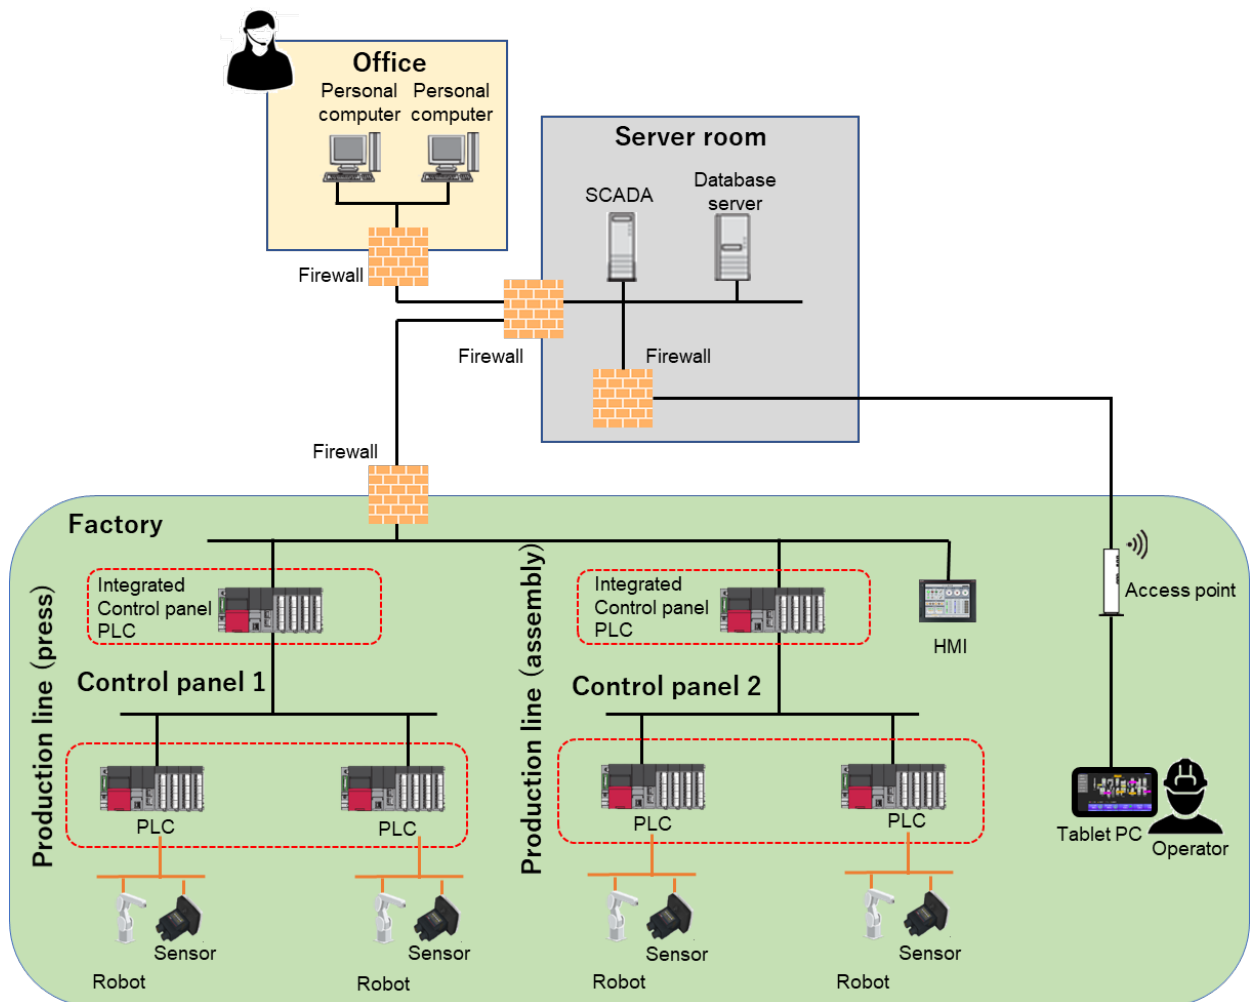 Office
Personal
computer
Personal
computer
Firewall
Server room
SCADA
Database
server
Firewall
Firewall
Firewall
Factory
Production line (press)
Integrated
Control panel
PLC
Control panel 1
PLC
PLC
Robot
Sensor
Robot
Sensor
Production line (assembly)
Integrated
Control panel
PLC
Control panel 2
PLC
PLC
Robot
Sensor
Robot
Sensor
HMI
Access point
Tablet PC
Operator